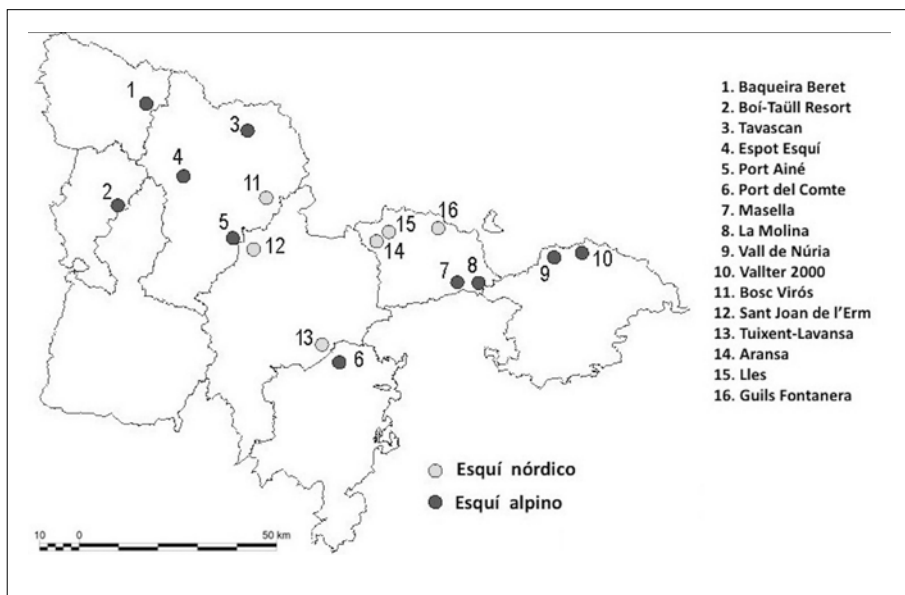 1
3
4
2
11
5
12
15
16
14
7
8
9
10
13
6
1. Baqueira Beret
2. Boí-Taüll Resort
3. Tavascan
4. Espot Esquí
5. Port Ainé
6. Port del Comte
7. Masella
8. La Molina
9. Vall de Núria
10. Vallter 2000
11. Bosc Virós
12. Sant Joan de l'Erm
13. Tuixent-Lavansa
14. Aransa
15. Lles
16. Guils Fontanera
Esquí nórdico
Esquí alpino
10 0 50 km